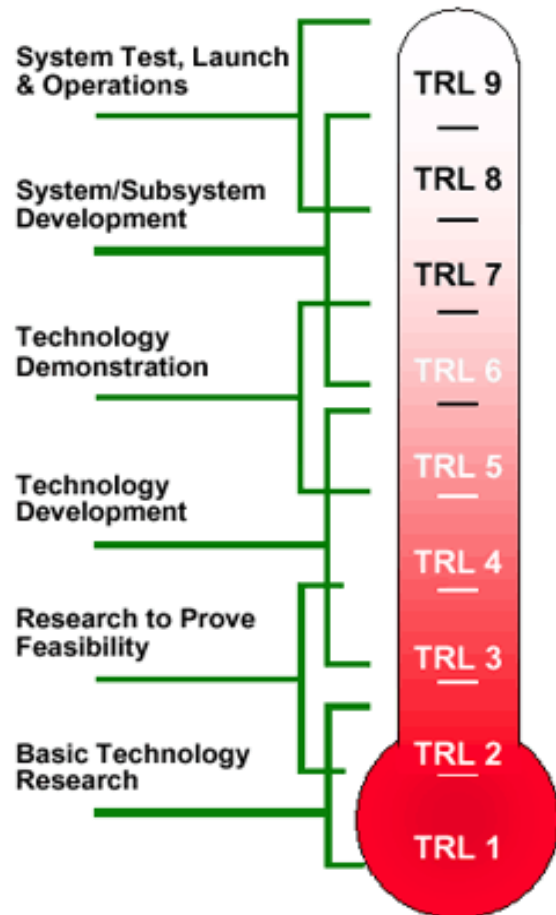 System Test, Launch
& Operations
System/Subsystem
Development
Technology
Demonstration
Technology
Development
Research to Prove
Feasibility
Basic Technology
Research
TRL 9
TRL 8
TRL 7
TRL 6
TRL 5
TRL 4
TRL 3
TRL 2
TRL 1